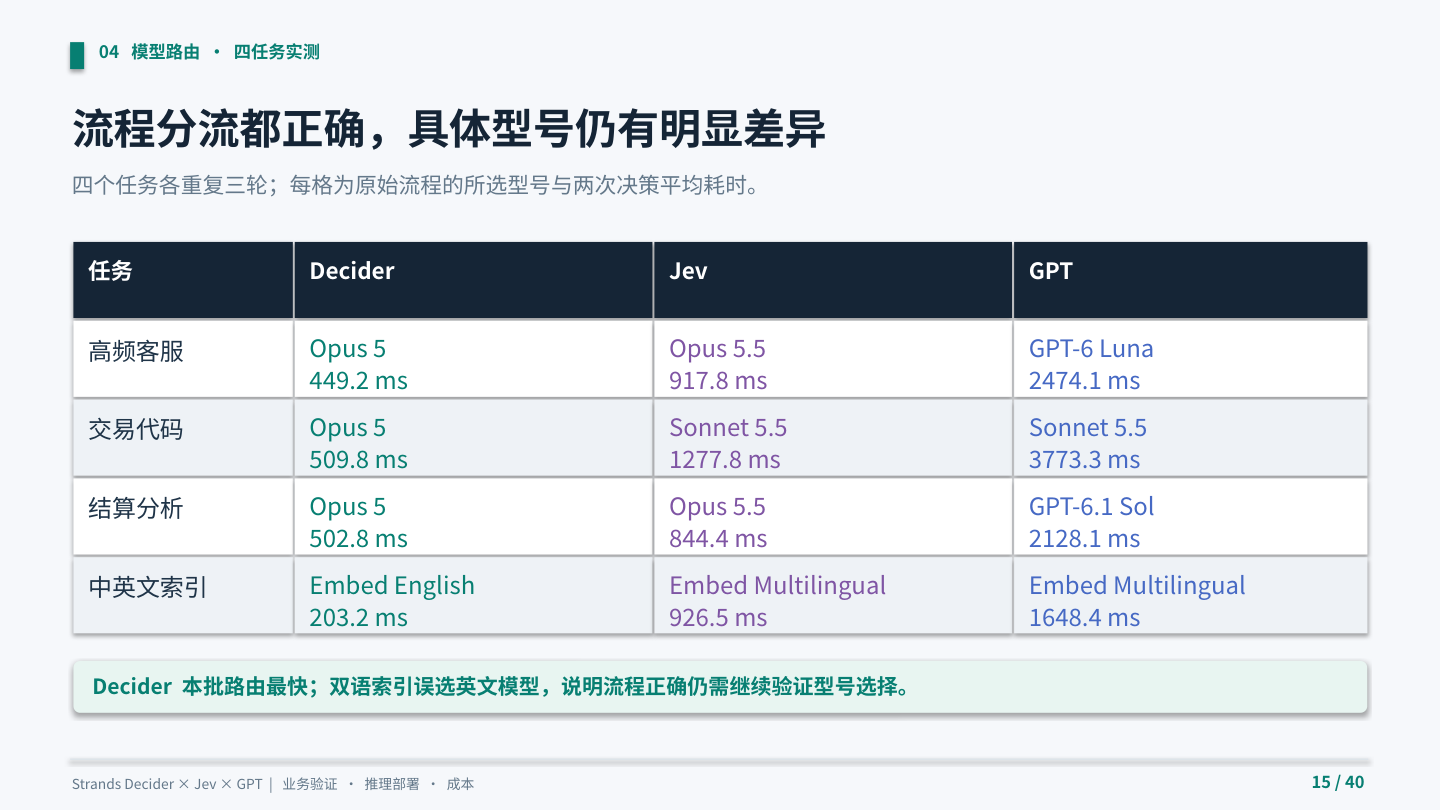 04 模型路由 · 四任务实测
流程分流都正确，具体型号仍有明显差异
四个任务各重复三轮；每格为原始流程的所选型号与两次决策平均耗时。
任务 Decider Jev GPT
高频客服 Opus 5 Opus 5.5 GPT-6 Luna
449.2 ms 917.8 ms 2474.1 ms
交易代码 Opus 5 Sonnet 5.5 Sonnet 5.5
509.8 ms 1277.8 ms 3773.3 ms
结算分析 Opus 5 Opus 5.5 GPT-6.1 Sol
502.8 ms 844.4 ms 2128.1 ms
中英文索引 Embed English Embed Multilingual Embed Multilingual
203.2 ms 926.5 ms 1648.4 ms
Decider 本批路由最快；双语索引误选英文模型，说明流程正确仍需继续验证型号选择。
Strands Decider × Jev × GPT | 业务验证 · 推理部署 · 成本
15 / 40